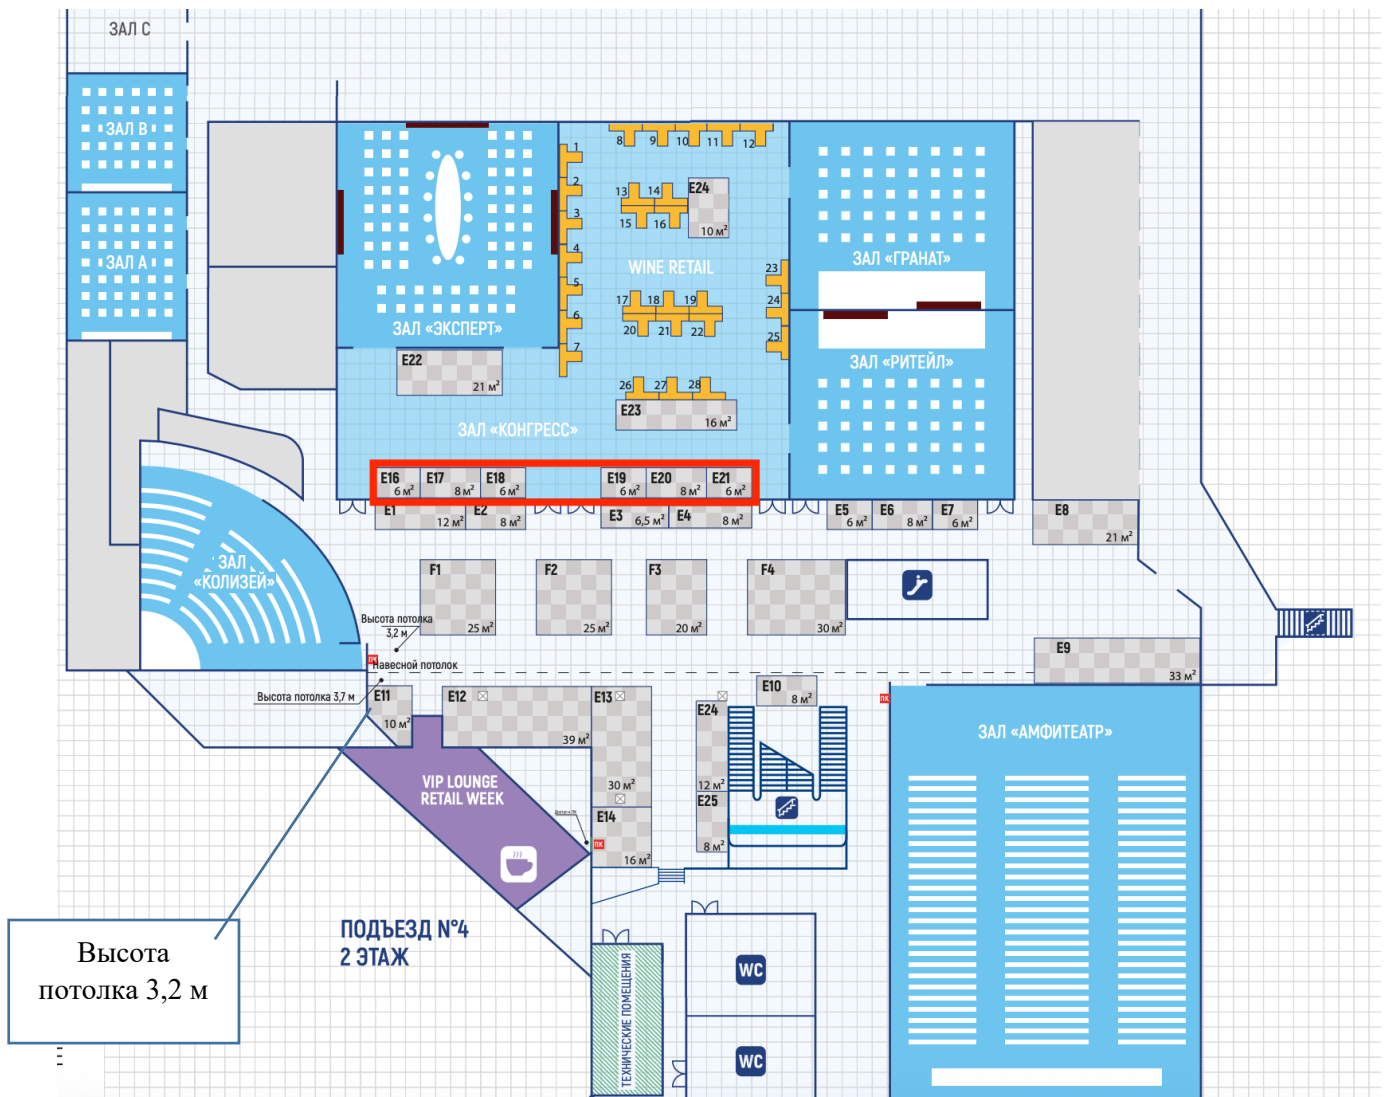 ЗАЛ C
ЗАЛ B
ЗАЛ A
ЗАЛ «ЭКСПЕРТ»
E22
21 м²
1
2
3
4
5
6
7
8
9
10
11
12
13
14
15
16
E24
10 м²
WINE RETAIL
17
18
19
20
21
22
23
24
25
26
27
28
E23
16 м²
ЗАЛ «КОНГРЕСС»
ЗАЛ «ГРАНАТ»
ЗАЛ «РИТЕЙЛ»
E16
6 м²
E17
8 м²
E18
6 м²
E19
6 м²
E20
8 м²
E21
6 м²
E1
12 м²
E2
8 м²
E3
6,5 м²
E4
8 м²
E5
6 м²
E6
8 м²
E7
6 м²
E8
21 м²
ЗАЛ
«КОЛИЗЕЙ»
F1
25 м²
F2
25 м²
F3
20 м²
F4
30 м²
Высота потолка
3,2 м
ПК
Навесной потолок
Высота потолка 3,7 м
E9
33 м²
E11
10 м²
E12
39 м²
E13
30 м²
E14
ПК
16 м²
E24
12 м²
E25
8 м²
E10
8 м²
ПК
ЗАЛ «АМФИТЕАТР»
VIP LOUNGE
RETAIL WEEK
ПОДЪЕЗД N°4
2 ЭТАЖ
Высота
потолка 3,2 м
ТЕХНИЧЕСКИЕ ПОМЕЩЕНИЯ
WC
WC